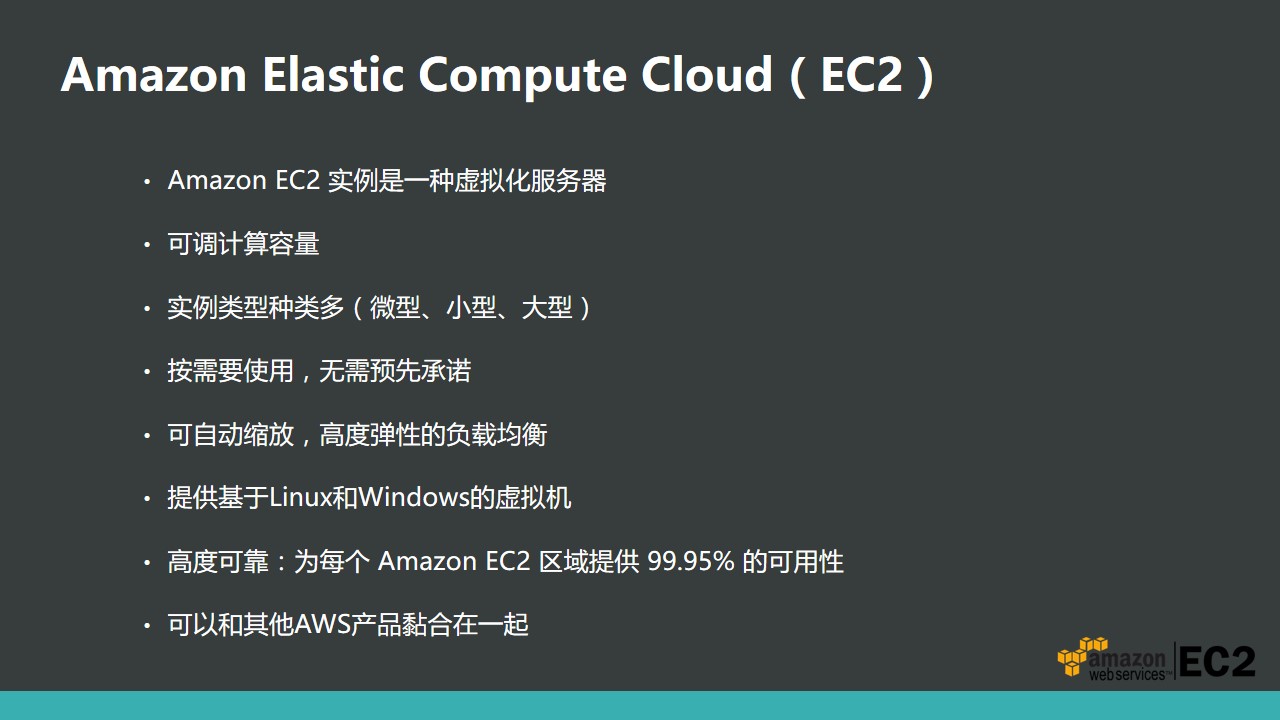 Amazon Elastic Compute Cloud（EC2）
• Amazon EC2 实例是一种虚拟化服务器
• 可调计算容量
• 实例类型种类多（微型、小型、大型）
• 按需要使用，无需预先承诺
• 可自动缩放，高度弹性的负载均衡
• 提供基于Linux和Windows的虚拟机
• 高度可靠：为每个 Amazon EC2 区域提供 99.95% 的可用性
• 可以和其他AWS产品黏合在一起
amazon
webservices™
EC2